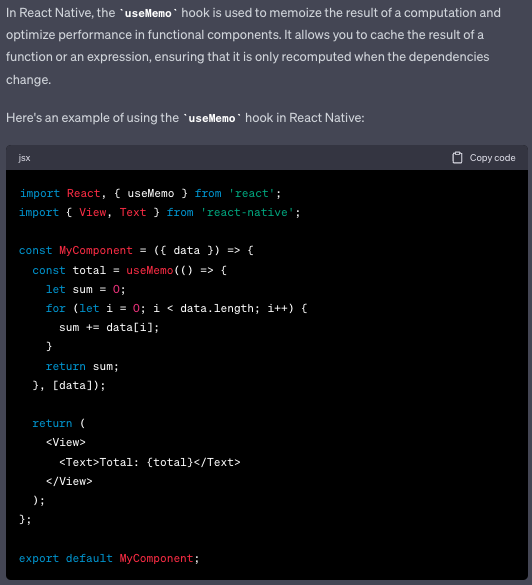 In React Native, the `useMemo` hook is used to memoize the result of a computation and
optimize performance in functional components. It allows you to cache the result of a
function or an expression, ensuring that it is only recomputed when the dependencies
change.
Here's an example of using the `useMemo` hook in React Native:
jsx Copy code
import React, { useMemo } from 'react';
import { View, Text } from 'react-native';
const MyComponent = ({ data }) => {
  const total = useMemo(() => {
    let sum = 0;
    for (let i = 0; i < data.length; i++) {
      sum += data[i];
    }
    return sum;
  }, [data]);
  return (
    <View>
      <Text>Total: {total}</Text>
    </View>
  );
};
export default MyComponent;